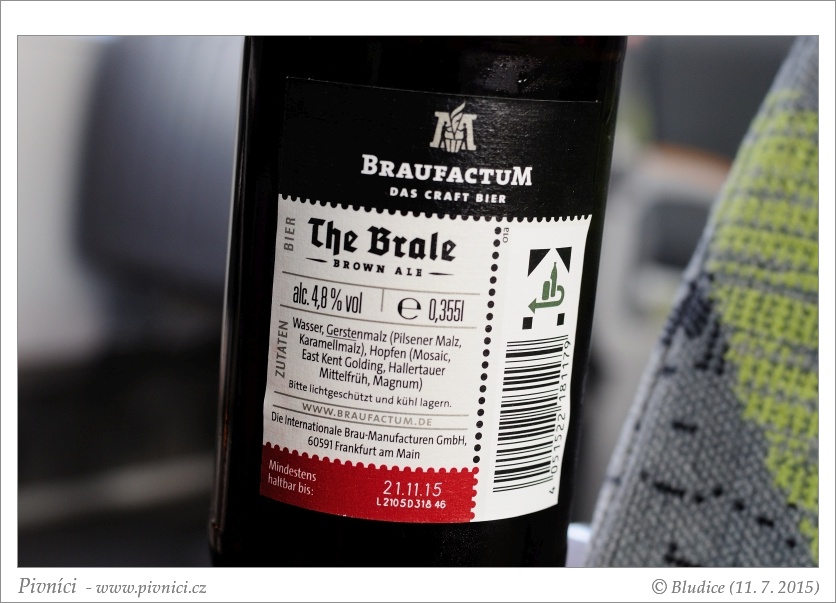 BRAUFACTUM
DAS CRAFT BIER
BIER
The Brale
BROWN ALE
alc. 4,8 % vol
e 0,355l
ZUTATEN
Wasser, Gerstenmalz (Pilsener Malz,
Karamellmalz), Hopfen (Mosaic,
East Kent Golding, Hallertauer
Mittelfrüh, Magnum)
Bitte lichtgeschützt und kühl lagern.
WWW.BRAUFACTUM.DE
Die Internationale Brau-Manufacturen GmbH,
60591 Frankfurt am Main
Mindestens
haltbar bis:
21.11.15
L2105D318 46
4 051522 181179
Pivníci - www.pivnici.cz
© Bludice (11. 7. 2015)